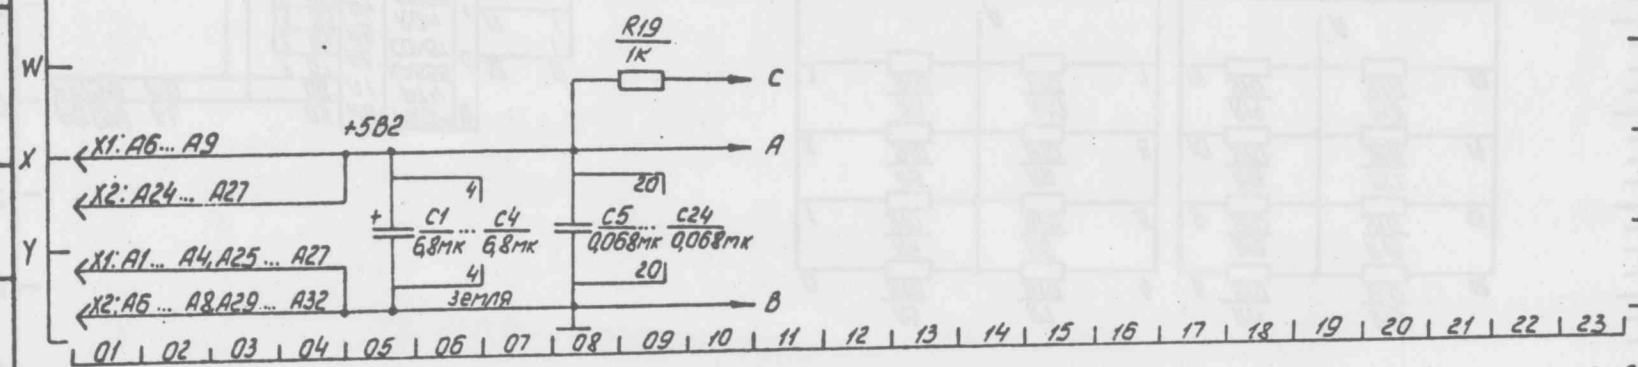 R19
1К
W
C
+5В2
X1: A6... A9
X
A
X2: A24... A27
4
20
+
C1 ... C4
6,8мк 6,8мк
C5 ... C24
0,068мк 0,068мк
Y
X1: A1... A4, A25... A27
4
20
X2: A6 ... A8, A29 ... A32
Земля
B
01 02 03 04 05 06 07 08 09 10 11 12 13 14 15 16 17 18 19 20 21 22 23